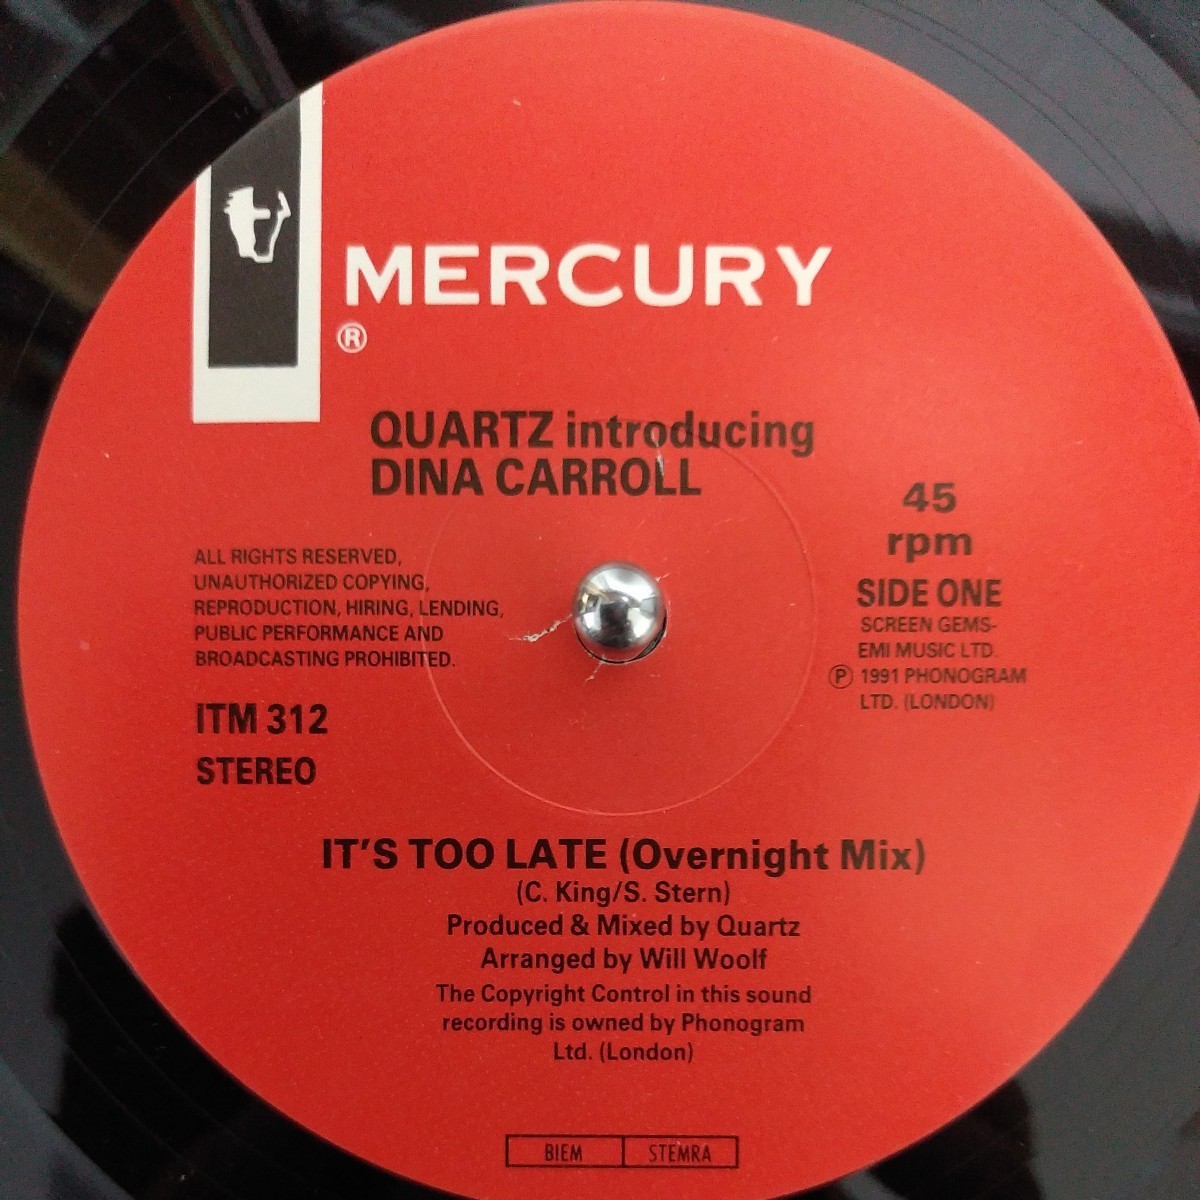 MERCURY
®
QUARTZ introducing
DINA CARROLL
45
rpm
SIDE ONE
SCREEN GEMS-
EMI MUSIC LTD.
Ⓟ 1991 PHONOGRAM
LTD. (LONDON)
ALL RIGHTS RESERVED,
UNAUTHORIZED COPYING,
REPRODUCTION, HIRING, LENDING,
PUBLIC PERFORMANCE AND
BROADCASTING PROHIBITED.
ITM 312
STEREO
IT'S TOO LATE (Overnight Mix)
(C. King/S. Stern)
Produced & Mixed by Quartz
Arranged by Will Woolf
The Copyright Control in this sound
recording is owned by Phonogram
Ltd. (London)
BIEM STEMRA